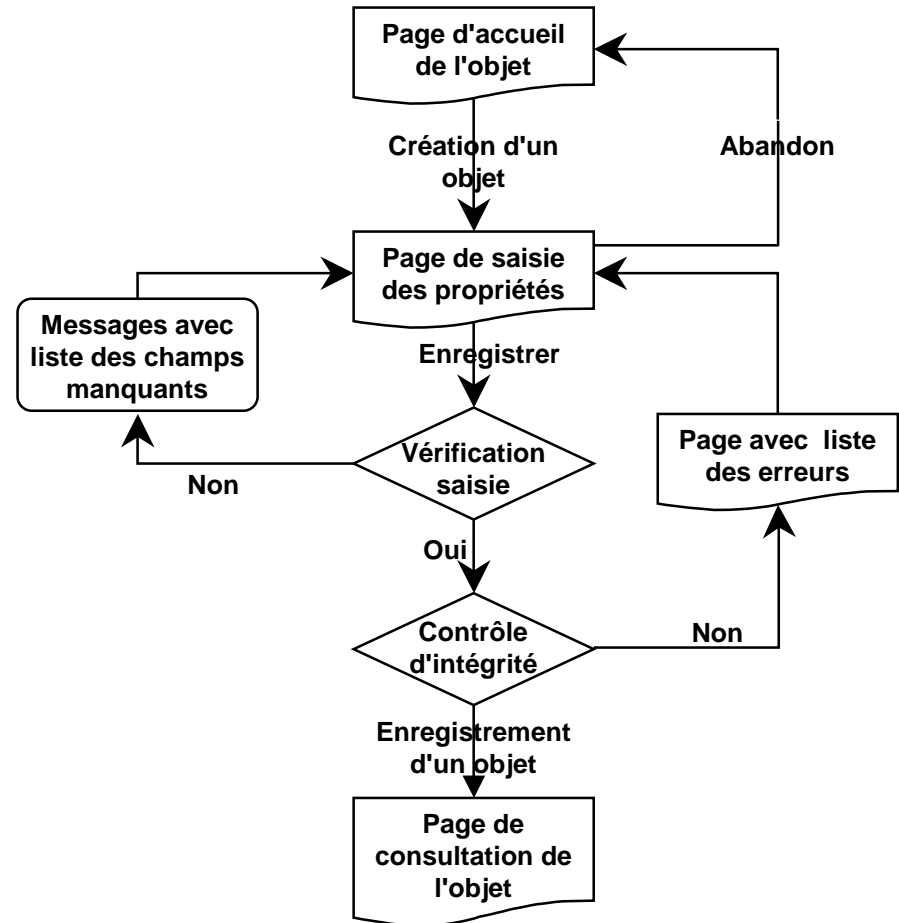 Page d'accueil
de l'objet
Création d'un
objet
Abandon
Page de saisie
des propriétés
Messages avec
liste des champs
manquants
Enregistrer
Page avec  liste
des erreurs
Vérification
saisie
Non
Oui
Contrôle
d'intégrité
Non
Enregistrement
d'un objet
Page de
consultation de
l'objet